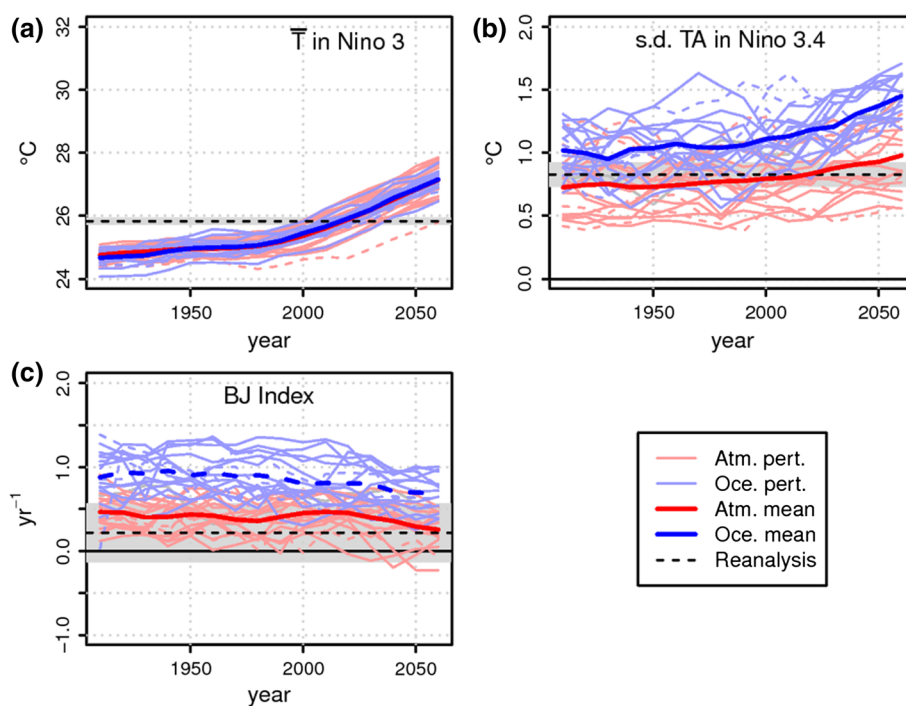 (a)
T̄ in Nino 3
32
30
28
26
24
°C
1950
2000
2050
year
(b)
s.d. TA in Nino 3.4
2.0
1.5
1.0
0.5
0.0
°C
1950
2000
2050
year
(c)
BJ Index
2.0
1.0
0.0
−1.0
yr⁻¹
1950
2000
2050
year
Atm. pert.
Oce. pert.
Atm. mean
Oce. mean
Reanalysis